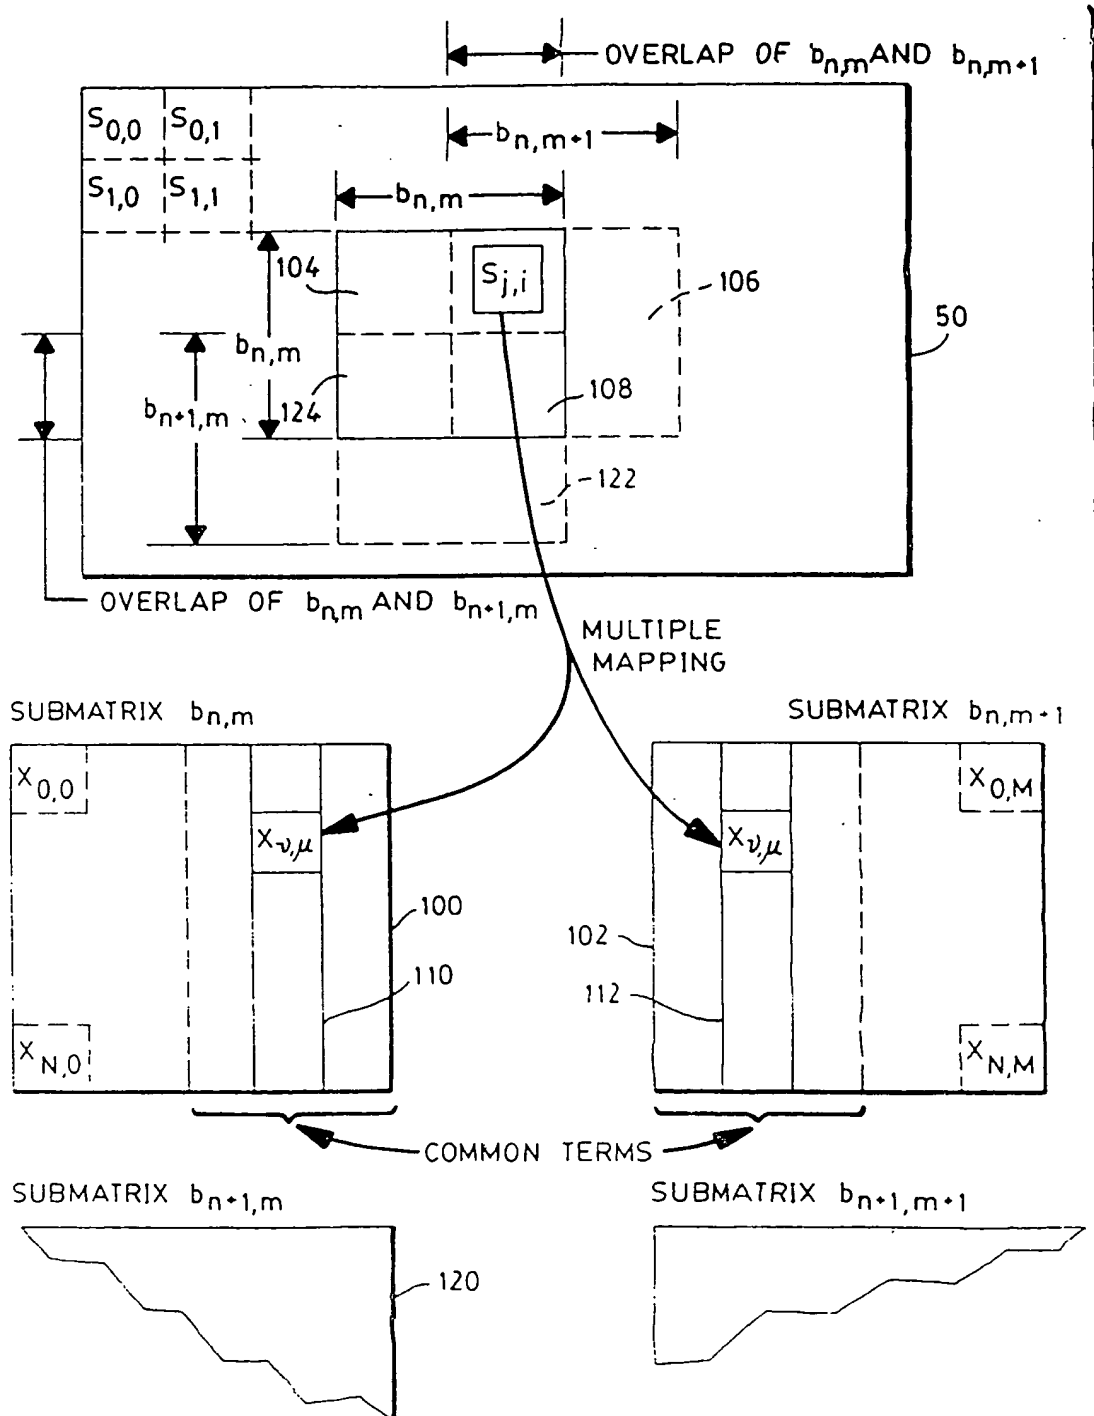 OVERLAP OF b_{n,m} AND b_{n,m+1}
S_{0,0} S_{0,1}
b_{n,m+1}
S_{1,0} S_{1,1}
b_{n,m}
104
S_{j,i}
106
50
b_{n,m}
108
124
b_{n+1,m}
122
OVERLAP OF b_{n,m} AND b_{n+1,m}
MULTIPLE
MAPPING
SUBMATRIX b_{n,m}
SUBMATRIX b_{n,m+1}
X_{0,0}
X_{0,M}
X_{ν,μ}
X_{ν,μ}
100
102
110
112
X_{N,0}
X_{N,M}
COMMON TERMS
SUBMATRIX b_{n+1,m}
SUBMATRIX b_{n+1,m+1}
120